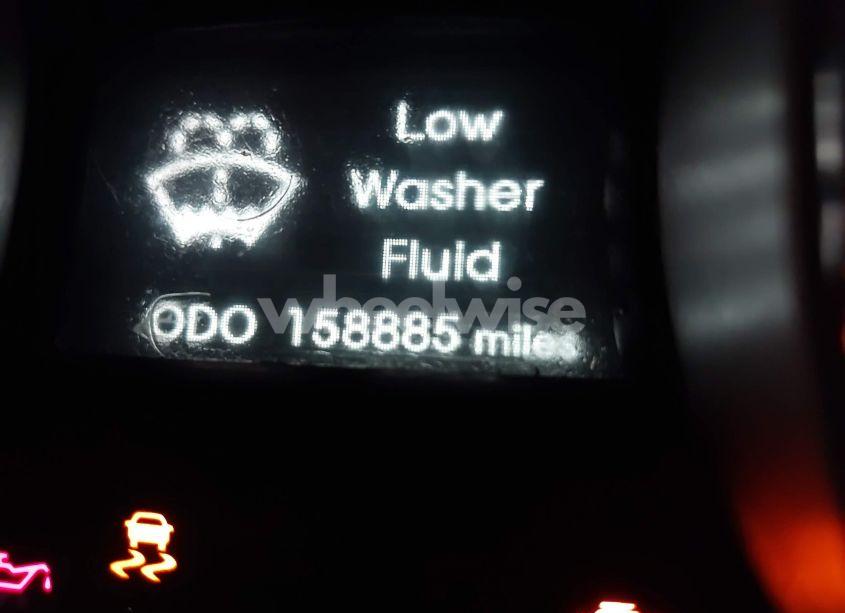 Low
Washer
Fluid
wheelwise
ODO 158885 miles